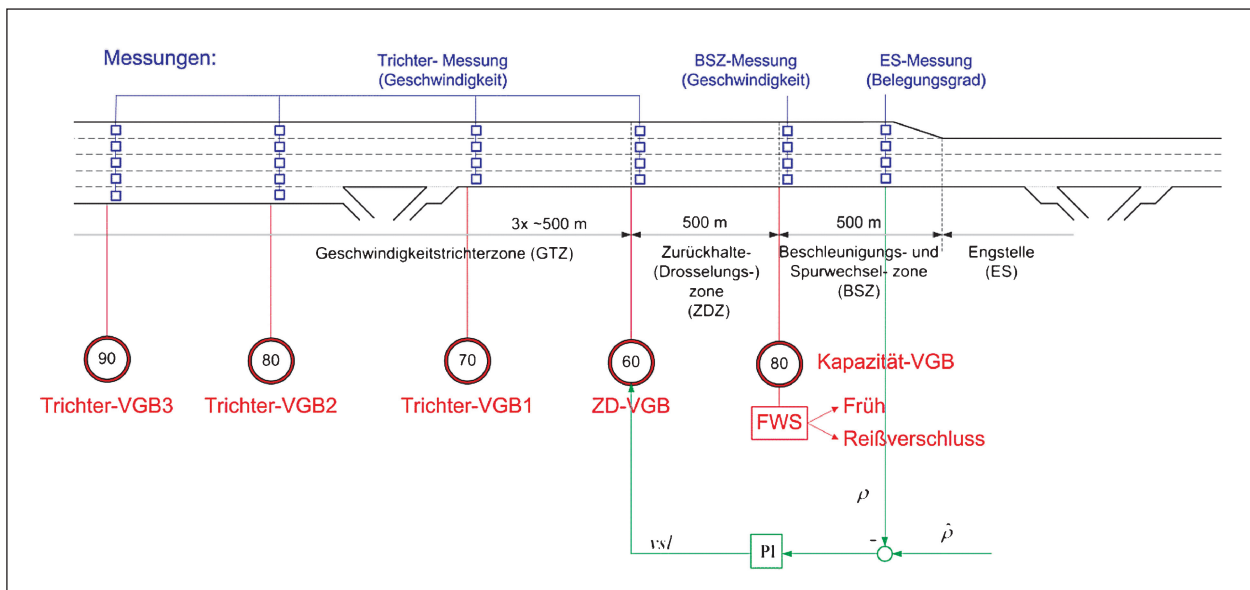 Messungen:
Trichter- Messung
(Geschwindigkeit)
BSZ-Messung
(Geschwindigkeit)
ES-Messung
(Belegungsgrad)
3x ~500 m
500 m
500 m
Geschwindigkeitstrichterzone (GTZ)
Zurückhalte-
(Drosselungs-)
zone
(ZDZ)
Beschleunigungs- und
Spurwechsel- zone
(BSZ)
Engstelle
(ES)
90
80
70
60
80
Kapazität-VGB
Trichter-VGB3
Trichter-VGB2
Trichter-VGB1
ZD-VGB
FWS
Früh
Reißverschluss
ρ
ρ̂
-
vsl
PI